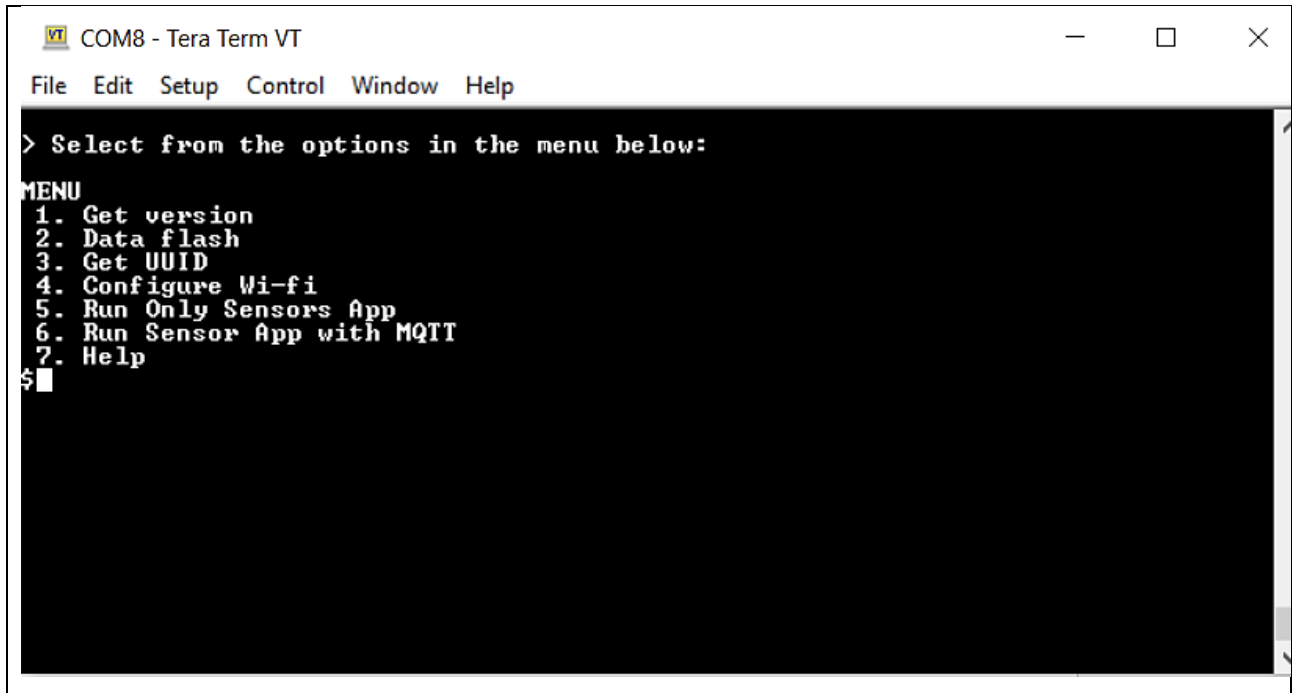 COM8 - Tera Term VT
File Edit Setup Control Window Help
> Select from the options in the menu below:
MENU
1. Get version
2. Data flash
3. Get UUID
4. Configure Wi-fi
5. Run Only Sensors App
6. Run Sensor App with MQTT
7. Help
$